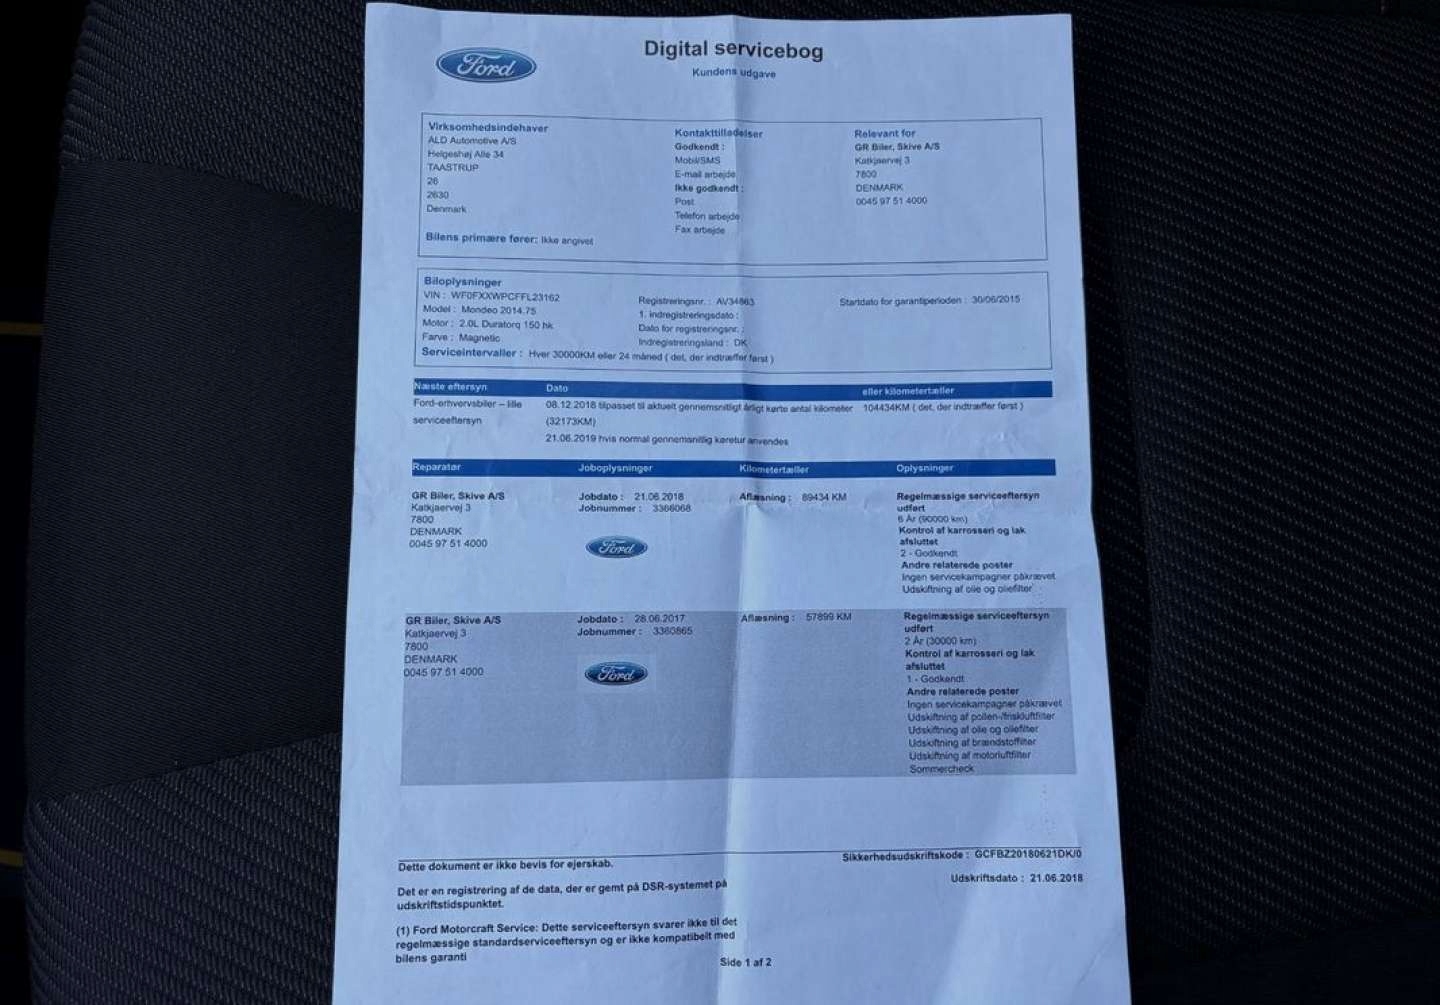 Ford
Digital servicebog
Kundens udgave
Virksomhedsindehaver
ALD Automotive A/S
Helgeshøj Alle 34
TAASTRUP
26
2630
Denmark
Bilens primære fører: Ikke angivet
Kontakttilladelser
Godkendt :
Mobil/SMS
E-mail arbejde
Ikke godkendt :
Post
Telefon arbejde
Fax arbejde
Relevant for
GR Biler, Skive A/S
Katkjaervej 3
7800
DENMARK
0045 97 51 4000
Biloplysninger
VIN : WF0FXXWPCFFL23162
Model : Mondeo 2014.75
Motor : 2.0L Duratorq 150 hk
Farve : Magnetic
Registreringsnr. : AV34863
1. indregistreringsdato :
Dato for registreringsnr. :
Indregistreringsland : DK
Startdato for garantiperioden : 30/06/2015
Serviceintervaller : Hver 30000KM eller 24 måned ( det, der indtræffer først )
Næste eftersyn Dato eller kilometertæller
Ford-erhvervsbiler – lille 08.12.2018 tilpasset til aktuelt gennemsnitligt årligt kørte antal kilometer 104434KM ( det, der indtræffer først )
serviceeftersyn (32173KM)
21.06.2019 hvis normal gennemsnitlig køretur anvendes
Reparatør Joboplysninger Kilometertæller Oplysninger
GR Biler, Skive A/S
Katkjaervej 3
7800
DENMARK
0045 97 51 4000
Jobdato : 21.06.2018
Jobnummer : 3366068
Ford
Aflæsning : 89434 KM
Regelmæssige serviceeftersyn
udført
6 År (90000 km)
Kontrol af karrosseri og lak
afsluttet
2 - Godkendt
Andre relaterede poster
Ingen servicekampagner påkrævet
Udskiftning af olie og oliefilter
GR Biler, Skive A/S
Katkjaervej 3
7800
DENMARK
0045 97 51 4000
Jobdato : 28.06.2017
Jobnummer : 3360865
Ford
Aflæsning : 57899 KM
Regelmæssige serviceeftersyn
udført
2 År (30000 km)
Kontrol af karrosseri og lak
afsluttet
1 - Godkendt
Andre relaterede poster
Ingen servicekampagner påkrævet
Udskiftning af pollen-/friskluftfilter
Udskiftning af olie og oliefilter
Udskiftning af brændstoffilter
Udskiftning af motorluftfilter
Sommercheck
Dette dokument er ikke bevis for ejerskab.
Det er en registrering af de data, der er gemt på DSR-systemet på
udskriftstidspunktet.
(1) Ford Motorcraft Service: Dette serviceeftersyn svarer ikke til det
regelmæssige standardserviceeftersyn og er ikke kompatibelt med
bilens garanti
Sikkerhedsudskriftskode : GCFBZ20180621DK/0
Udskriftsdato : 21.06.2018
Side 1 af 2